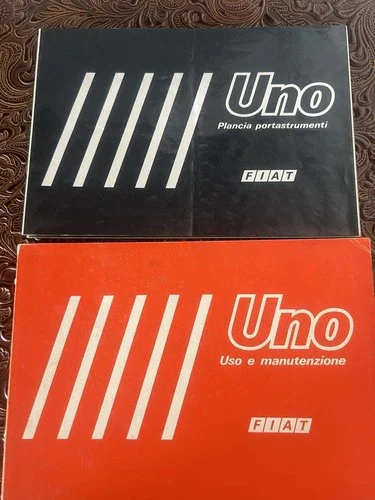 Uno
Plancia portastrumenti
FIAT
Uno
Uso e manutenzione
FIAT